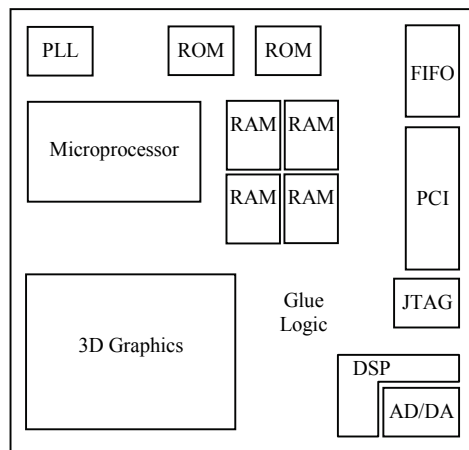 PLL
ROM
ROM
FIFO
Microprocessor
RAM
RAM
RAM
RAM
PCI
3D Graphics
Glue
Logic
JTAG
DSP
AD/DA